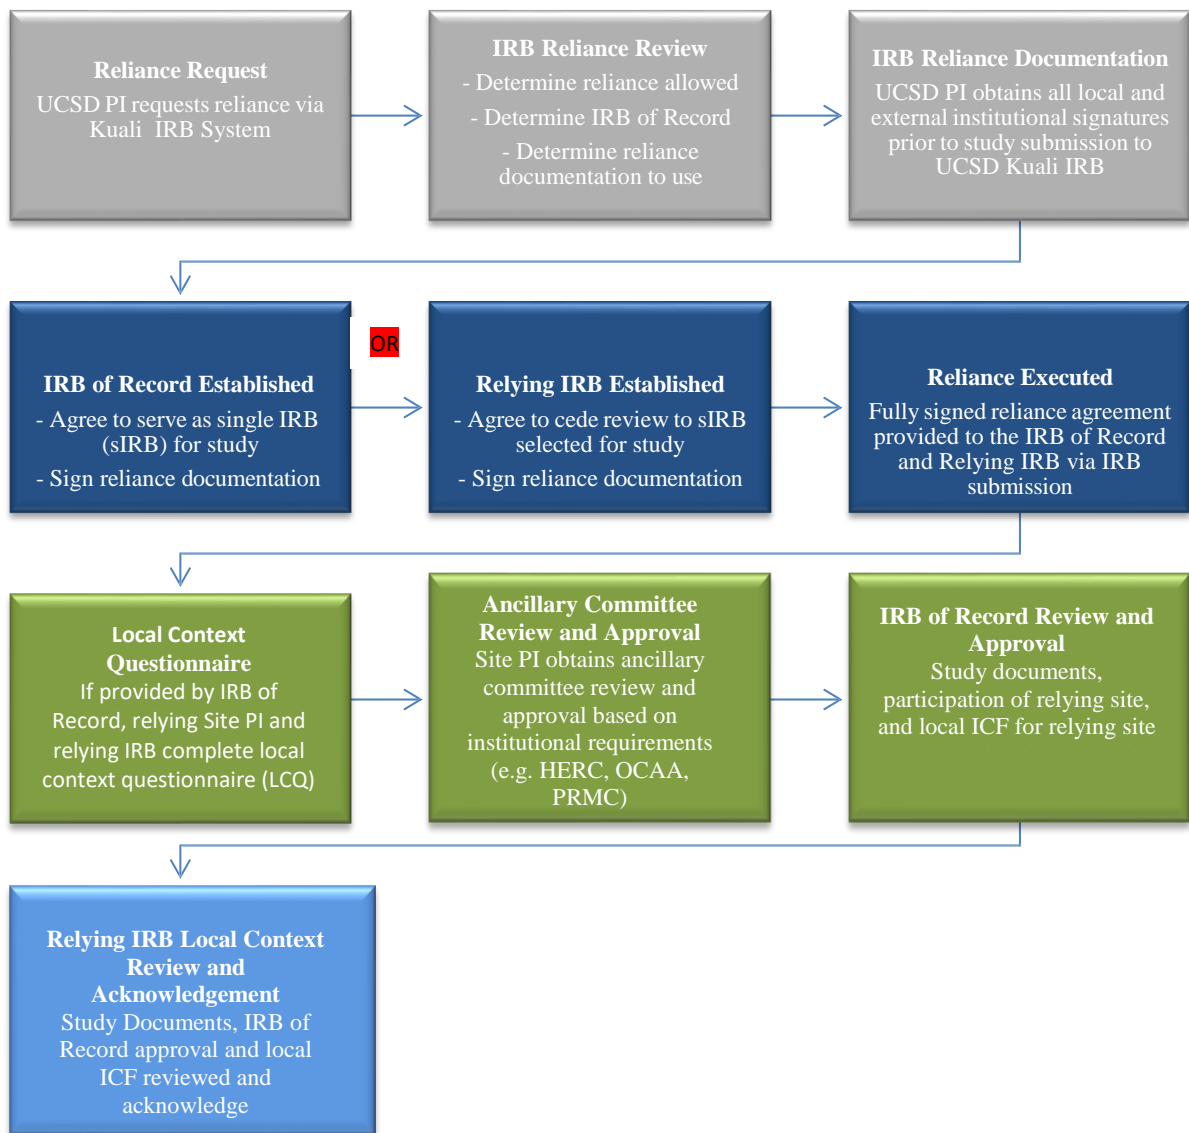 Reliance Request
UCSD PI requests reliance via
Kuali IRB System
IRB Reliance Review
- Determine reliance allowed
- Determine IRB of Record
- Determine reliance
documentation to use
IRB Reliance Documentation
UCSD PI obtains all local and
external institutional signatures
prior to study submission to
UCSD Kuali IRB
IRB of Record Established
- Agree to serve as single IRB
(sIRB) for study
- Sign reliance documentation
OR
Relying IRB Established
- Agree to cede review to sIRB
selected for study
- Sign reliance documentation
Reliance Executed
Fully signed reliance agreement
provided to the IRB of Record
and Relying IRB via IRB
submission
Local Context
Questionnaire
If provided by IRB of
Record, relying Site PI and
relying IRB complete local
context questionnaire (LCQ)
Ancillary Committee
Review and Approval
Site PI obtains ancillary
committee review and
approval based on
institutional requirements
(e.g. HERC, OCAA,
PRMC)
IRB of Record Review and
Approval
Study documents,
participation of relying site,
and local ICF for relying site
Relying IRB Local Context
Review and
Acknowledgement
Study Documents, IRB of
Record approval and local
ICF reviewed and
acknowledge